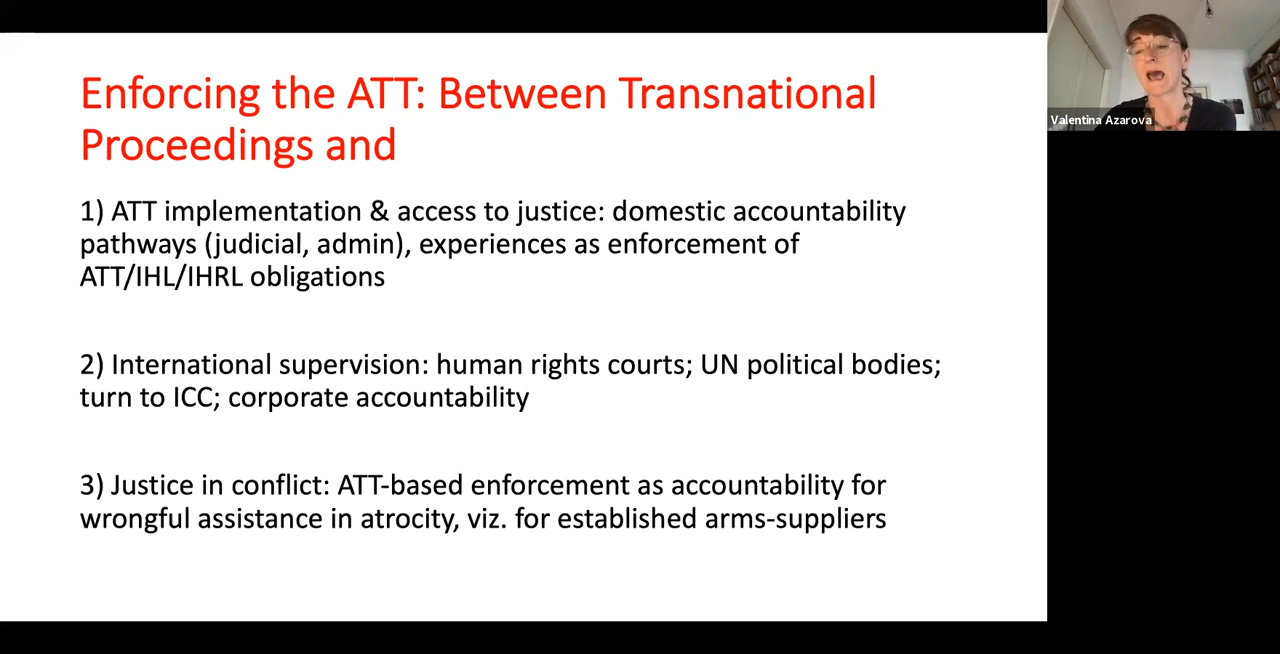 Enforcing the ATT: Between Transnational
Proceedings and
1) ATT implementation & access to justice: domestic accountability
pathways (judicial, admin), experiences as enforcement of
ATT/IHL/IHRL obligations
2) International supervision: human rights courts; UN political bodies;
turn to ICC; corporate accountability
3) Justice in conflict: ATT-based enforcement as accountability for
wrongful assistance in atrocity, viz. for established arms-suppliers
Valentina Azarova